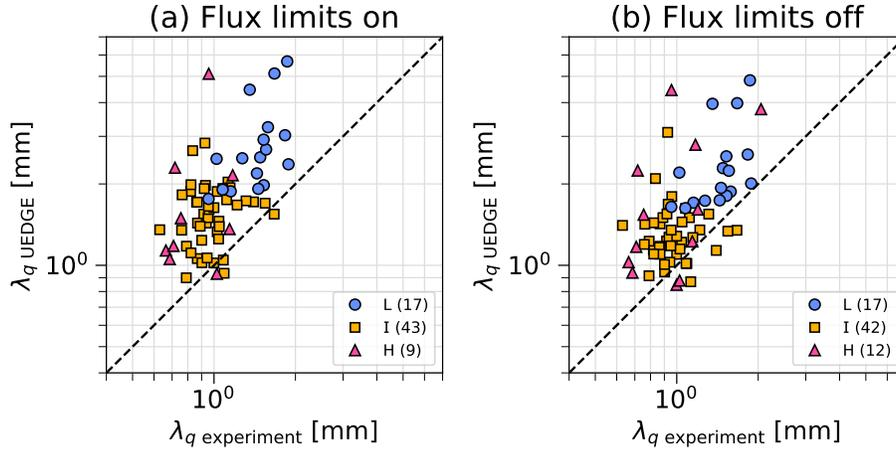 (a) Flux limits on
λq UEDGE [mm]
10⁰
L (17)
I (43)
H (9)
10⁰
λq experiment [mm]
(b) Flux limits off
λq UEDGE [mm]
10⁰
L (17)
I (42)
H (12)
10⁰
λq experiment [mm]